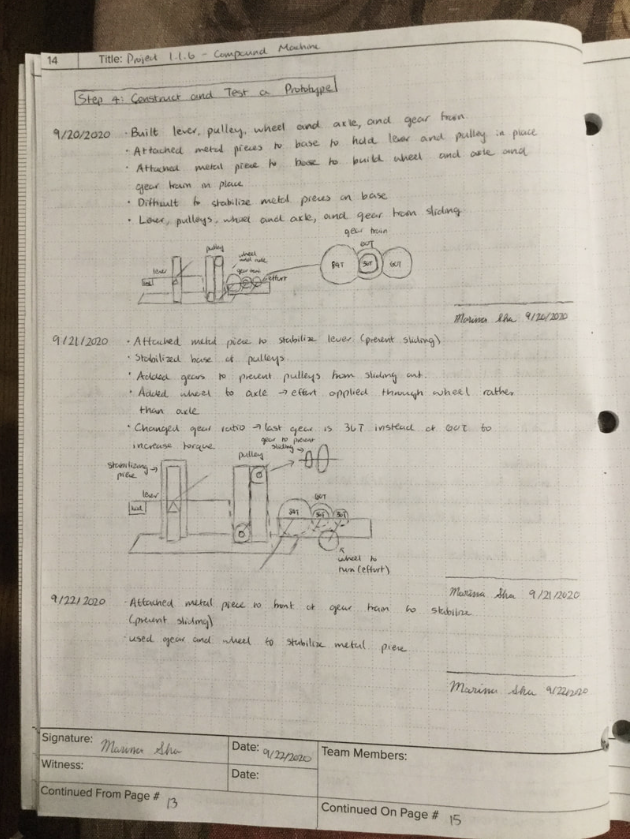 14 Title: Project 1.1.6 - Compound Machine
Step 4: Construct and Test a Prototype
9/20/2020 · Built lever, pulley, wheel and axle, and gear train
· Attached metal pieces to base to hold lever and pulley in place
· Attached metal piece to base to build wheel and axle and
gear train in place
· Difficult to stabilize metal pieces on base
· Lever, pulleys, wheel and axle, and gear train sliding
gear train
pulley
wheel and axle
60T
lever
gear train
effort
36T
60T
load
Marina Shu 9/20/2020
9/21/2020 · Attached metal piece to stabilize lever (prevent sliding)
· Stabilized base of pulleys
· Added gears to prevent pulleys from sliding out
· Added wheel to axle → effort applied through wheel rather
than axle
· Changed gear ratio → last gear is 36T instead of 60T to
increase torque
gear to prevent
sliding
stabilizing
piece
pulley
lever
load
60T
36T
36T
wheel to
turn (effort)
Marina Shu 9/21/2020
9/22/2020 · Attached metal piece to front of gear train to stabilize
(prevent sliding)
· used gear and wheel to stabilize metal piece
Marina Shu 9/22/2020
Signature: Marina Shu Date: 9/22/2020 Team Members:
Witness: Date:
Continued From Page # 13 Continued On Page # 15